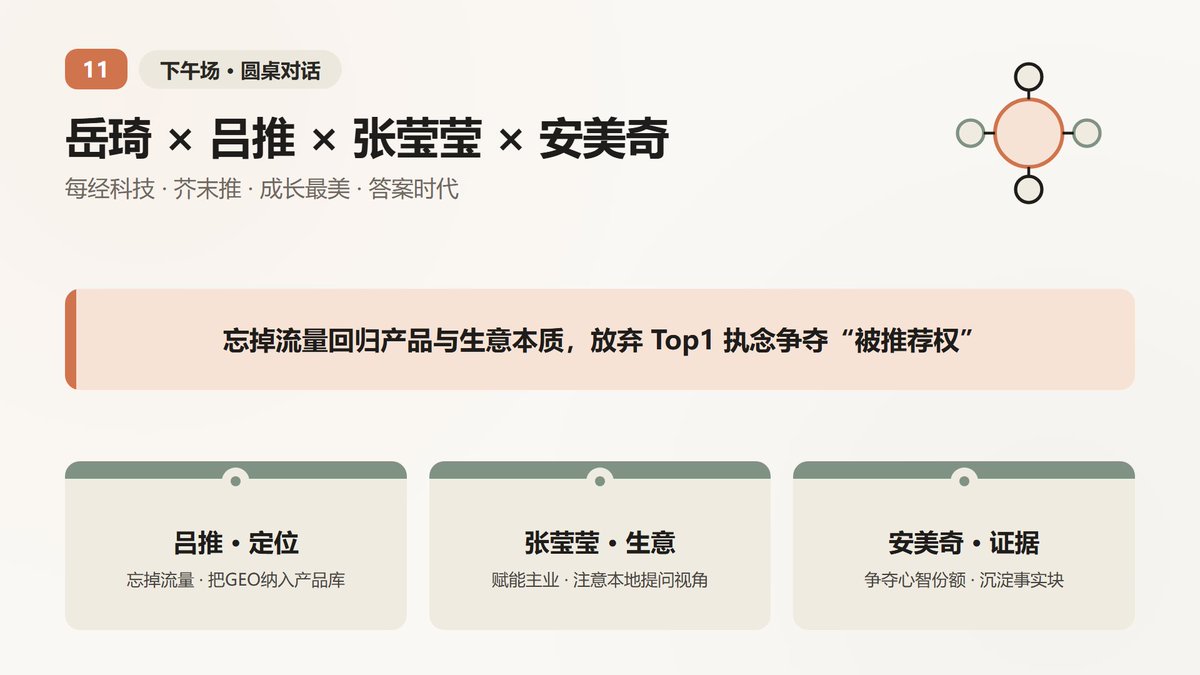 11
下午场·圆桌对话
岳琦 × 吕推 × 张莹莹 × 安美奇
每经科技·芥末推·成长最美·答案时代
忘掉流量回归产品与生意本质，放弃 Top1 执念争夺“被推荐权”
吕推·定位
忘掉流量·把GEO纳入产品库
张莹莹·生意
赋能主业·注意本地提问视角
安美奇·证据
争夺心智份额·沉淀事实块